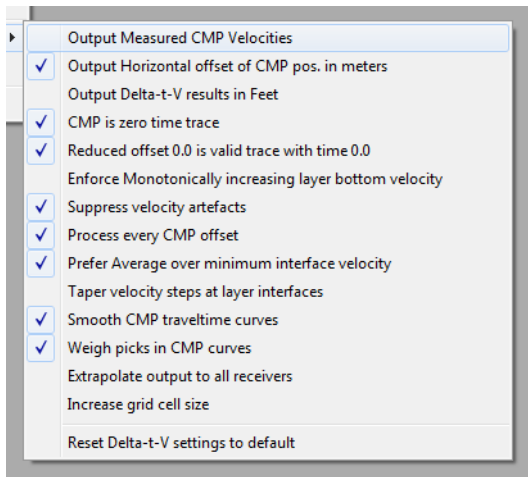 Output Measured CMP Velocities
Output Horizontal offset of CMP pos. in meters
Output Delta-t-V results in Feet
CMP is zero time trace
Reduced offset 0.0 is valid trace with time 0.0
Enforce Monotonically increasing layer bottom velocity
Suppress velocity artefacts
Process every CMP offset
Prefer Average over minimum interface velocity
Taper velocity steps at layer interfaces
Smooth CMP traveltime curves
Weigh picks in CMP curves
Extrapolate output to all receivers
Increase grid cell size
Reset Delta-t-V settings to default